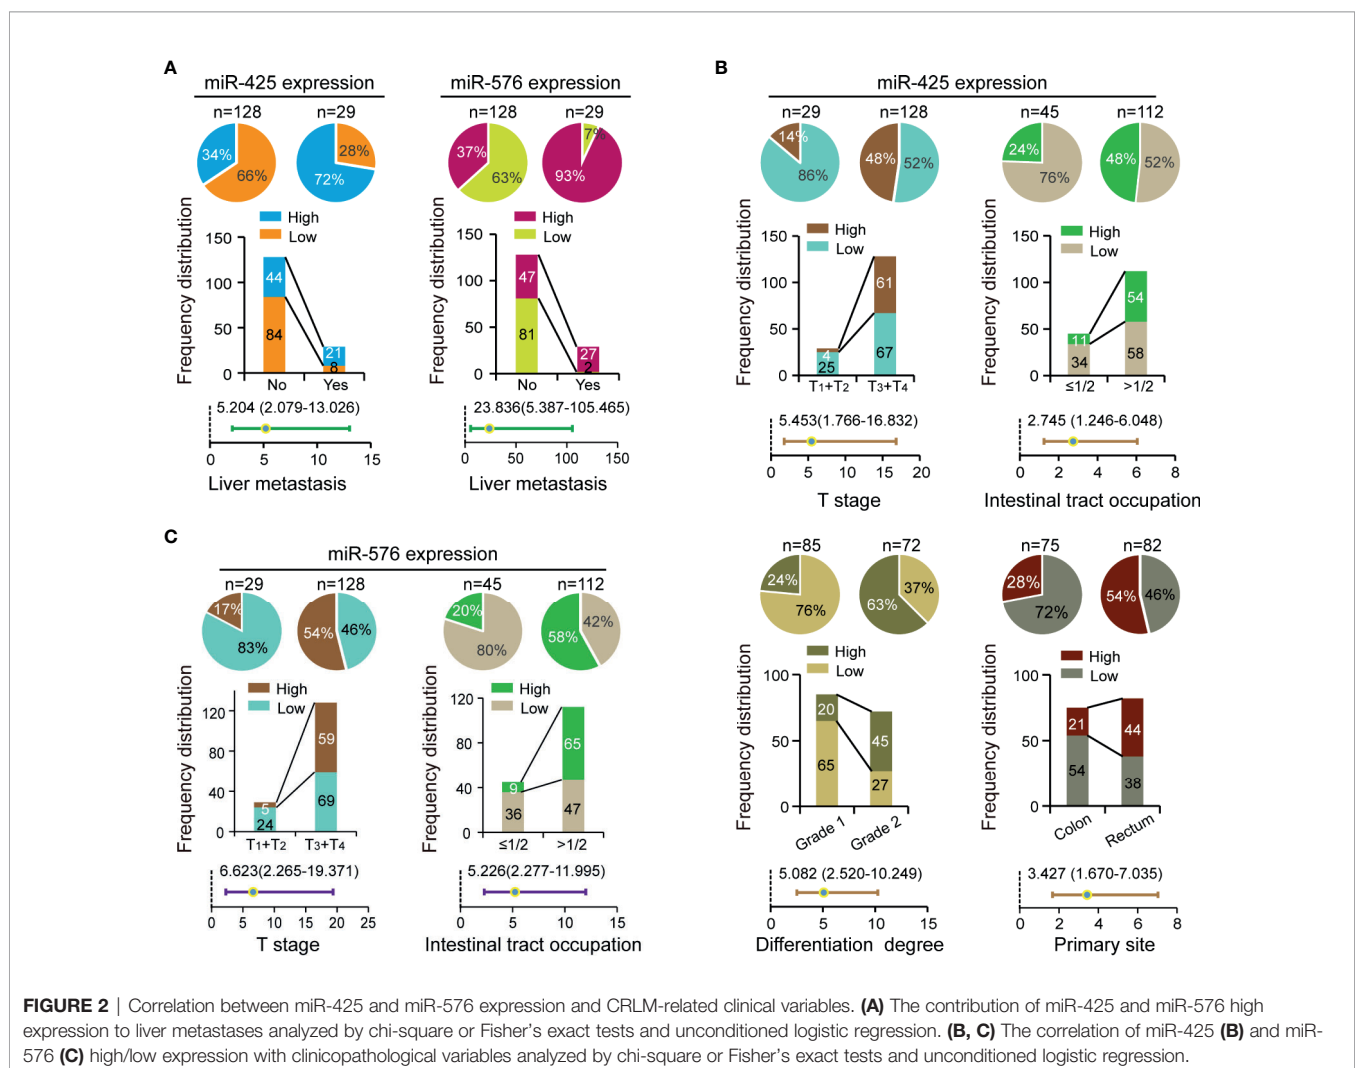 A
miR-425 expression
miR-576 expression
n=128
n=29
n=128
n=29
34%
66%
28%
72%
37%
63%
7%
93%
High
Low
High
Low
Frequency distribution
150
100
50
0
44
84
21
8
No
Yes
Frequency distribution
150
100
50
0
47
81
27
2
No
Yes
5.204 (2.079-13.026)
0
5
10
15
Liver metastasis
23.836(5.387-105.465)
0
50
100
150
Liver metastasis
B
miR-425 expression
n=29
n=128
n=45
n=112
14%
86%
48%
52%
24%
76%
48%
52%
High
Low
High
Low
Frequency distribution
150
100
50
0
4
25
61
67
T1+T2
T3+T4
Frequency distribution
150
100
50
0
11
34
54
58
≤1/2
>1/2
5.453(1.766-16.832)
0
5
10
15
20
T stage
2.745 (1.246-6.048)
0
2
4
6
8
Intestinal tract occupation
n=85
n=72
n=75
n=82
24%
76%
63%
37%
28%
72%
54%
46%
High
Low
High
Low
Frequency distribution
100
50
0
20
65
45
27
Grade 1
Grade 2
Frequency distribution
100
50
0
21
54
44
38
Colon
Rectum
5.082 (2.520-10.249)
0
5
10
15
Differentiation degree
3.427 (1.670-7.035)
0
2
4
6
8
Primary site
C
miR-576 expression
n=29
n=128
n=45
n=112
17%
83%
54%
46%
20%
80%
58%
42%
High
Low
High
Low
Frequency distribution
120
80
40
0
5
24
59
69
T1+T2
T3+T4
Frequency distribution
120
80
40
0
9
36
65
47
≤1/2
>1/2
6.623(2.265-19.371)
0
5
10
15
20
25
T stage
5.226(2.277-11.995)
0
5
10
15
Intestinal tract occupation
FIGURE 2 | Correlation between miR-425 and miR-576 expression and CRLM-related clinical variables. (A) The contribution of miR-425 and miR-576 high
expression to liver metastases analyzed by chi-square or Fisher's exact tests and unconditioned logistic regression. (B, C) The correlation of miR-425 (B) and miR-
576 (C) high/low expression with clinicopathological variables analyzed by chi-square or Fisher's exact tests and unconditioned logistic regression.